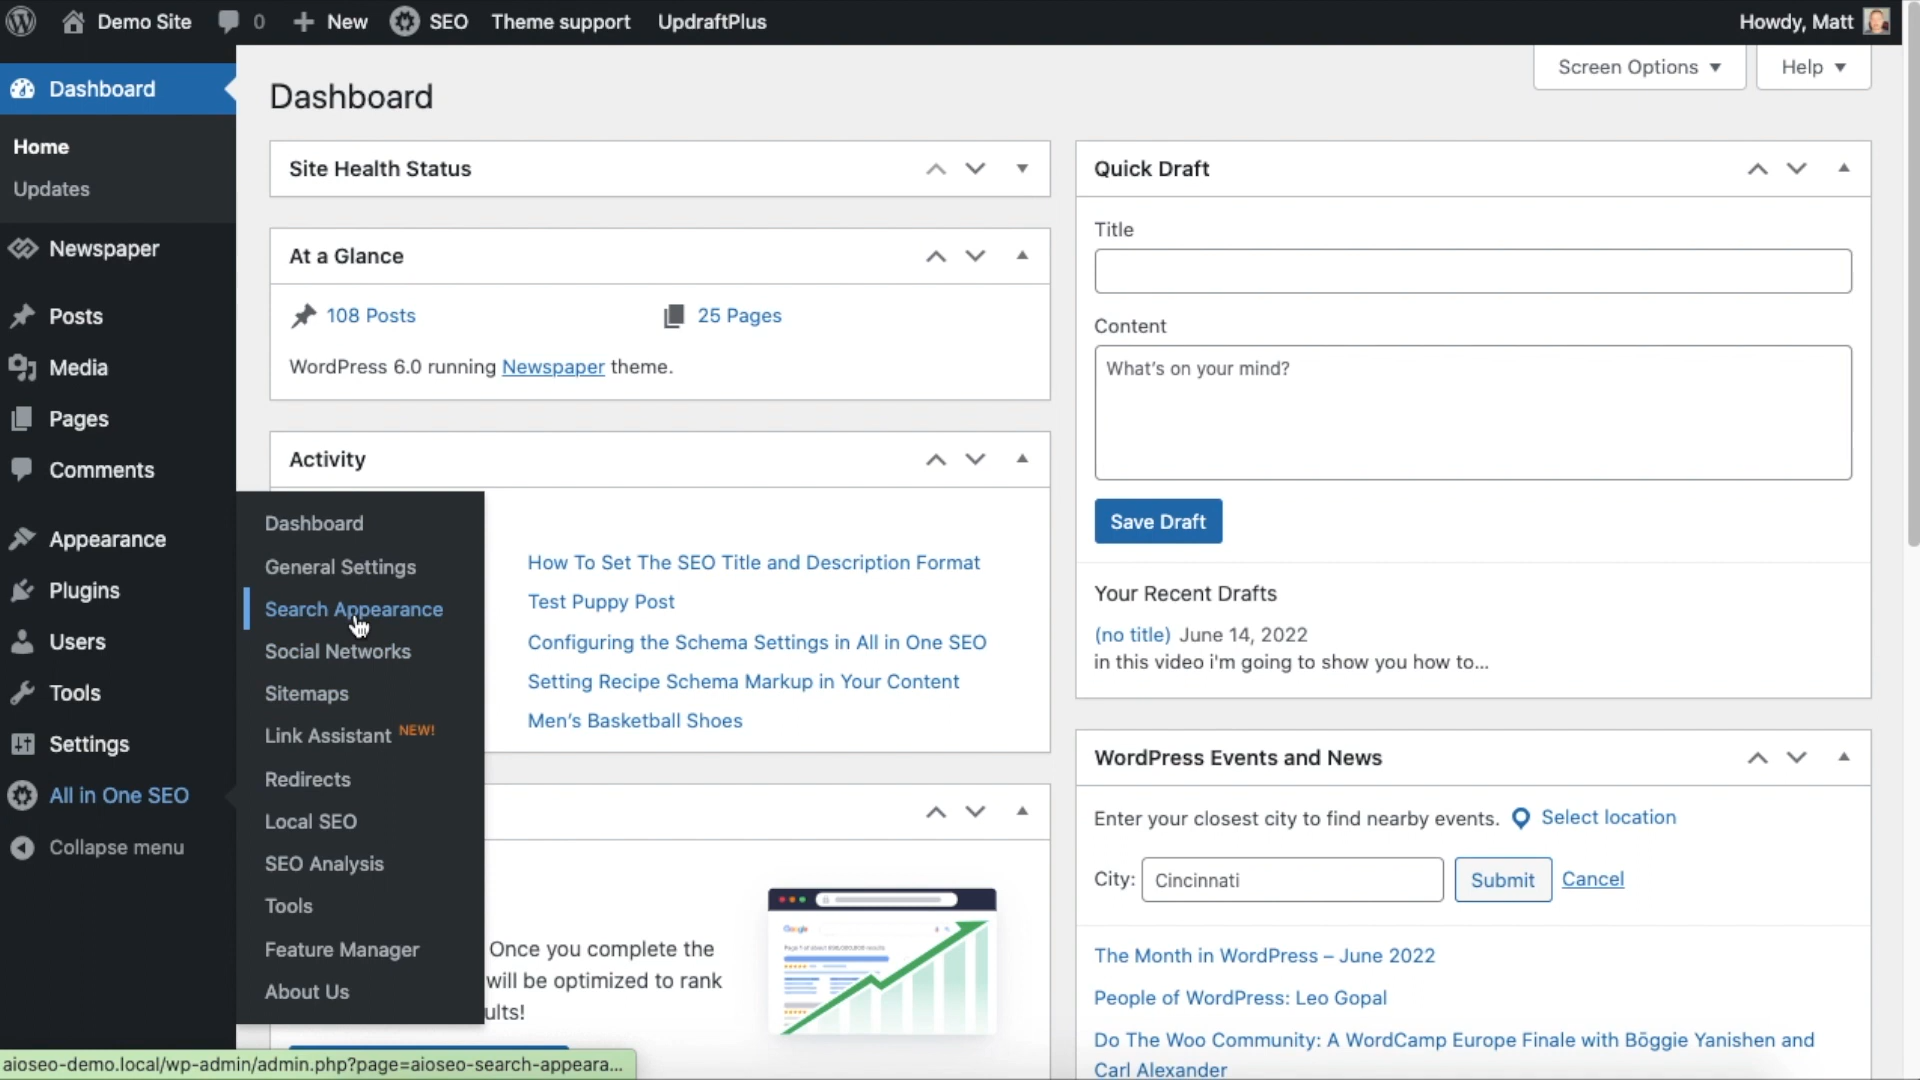 Demo Site
0
New
SEO
Theme support
UpdraftPlus
Howdy, Matt
Dashboard
Home
Updates
Newspaper
Posts
Media
Pages
Comments
Appearance
Plugins
Users
Tools
Settings
All in One SEO
Collapse menu
Dashboard
General Settings
Search Appearance
Social Networks
Sitemaps
Link Assistant NEW!
Redirects
Local SEO
SEO Analysis
Tools
Feature Manager
About Us
Screen Options
Help
Dashboard
Site Health Status
At a Glance
108 Posts
25 Pages
WordPress 6.0 running Newspaper theme.
Activity
How To Set The SEO Title and Description Format
Test Puppy Post
Configuring the Schema Settings in All in One SEO
Setting Recipe Schema Markup in Your Content
Men's Basketball Shoes
Once you complete the
will be optimized to rank
ults!
Google
Quick Draft
Title
Content
What's on your mind?
Save Draft
Your Recent Drafts
(no title) June 14, 2022
in this video i'm going to show you how to...
WordPress Events and News
Enter your closest city to find nearby events.
Select location
City:
Cincinnati
Submit
Cancel
The Month in WordPress – June 2022
People of WordPress: Leo Gopal
Do The Woo Community: A WordCamp Europe Finale with Böggie Yanishen and
Carl Alexander
aioseo-demo.local/wp-admin/admin.php?page=aioseo-search-appeara...